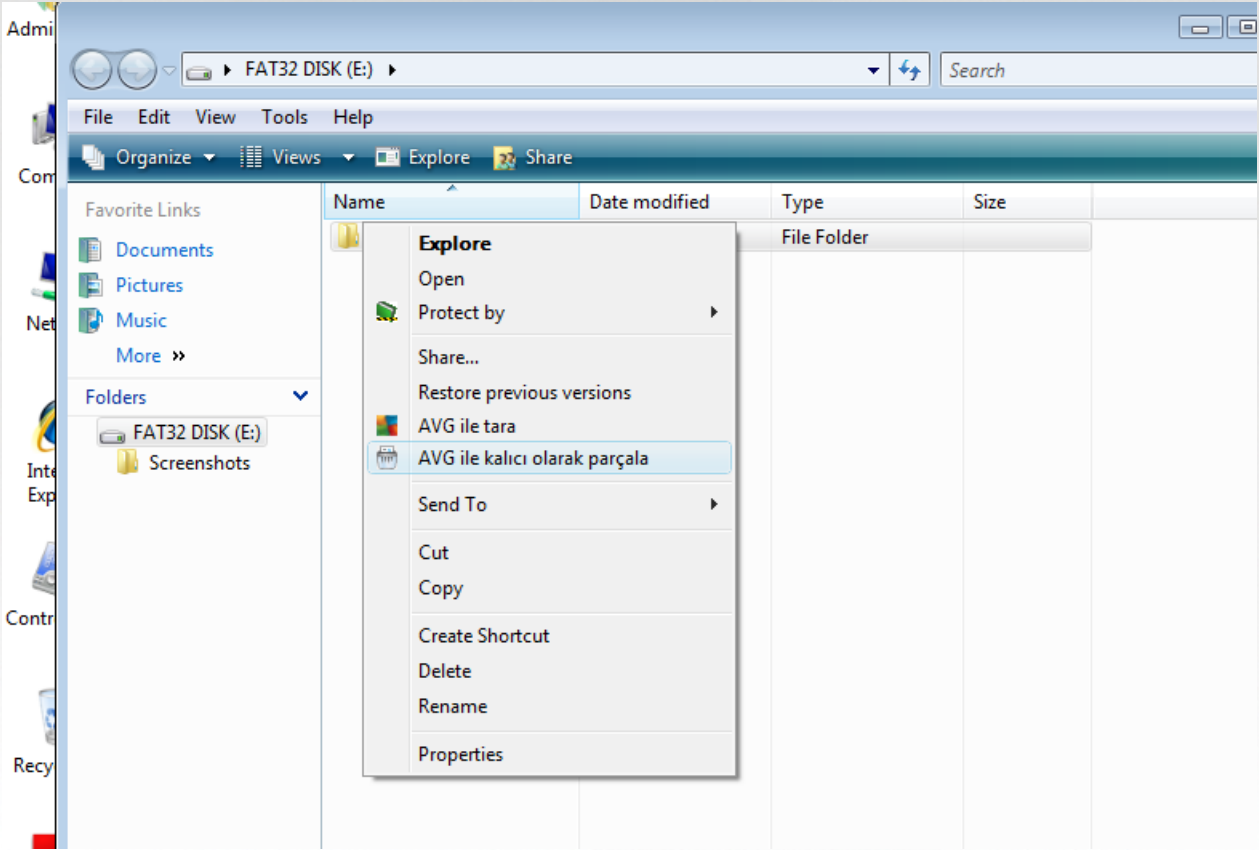 Admi
FAT32 DISK (E:)
Search
File Edit View Tools Help
Com
Organize Views Explore Share
Favorite Links
Name Date modified Type Size
File Folder
Documents
Explore
Pictures
Open
Music
Protect by
Net
More »
Share...
Folders
Restore previous versions
FAT32 DISK (E:)
AVG ile tara
Screenshots
AVG ile kalıcı olarak parçala
Inte
Exp
Send To
Cut
Copy
Contr
Create Shortcut
Delete
Rename
Properties
Recy